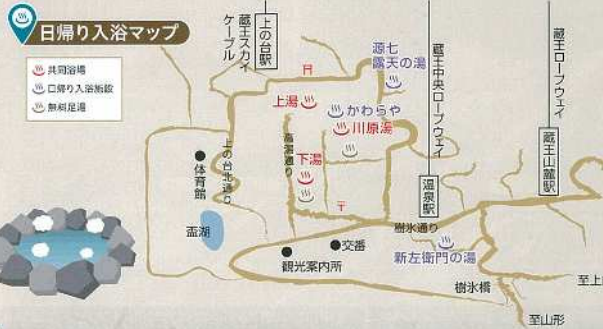 日帰り入浴マップ
共同浴場
日帰り入浴施設
無料足湯
蔵王スカイ
ケーブル
上の台駅
源七
露天の湯
蔵王中央ロープウェイ
蔵王ロープウェイ
上湯
かわらや
川原湯
高湯通り
上の台北通り
下湯
体育館
盃湖
温泉駅
蔵王山麓駅
樹氷通り
交番
観光案内所
新左衛門の湯
樹氷橋
至上
至山形